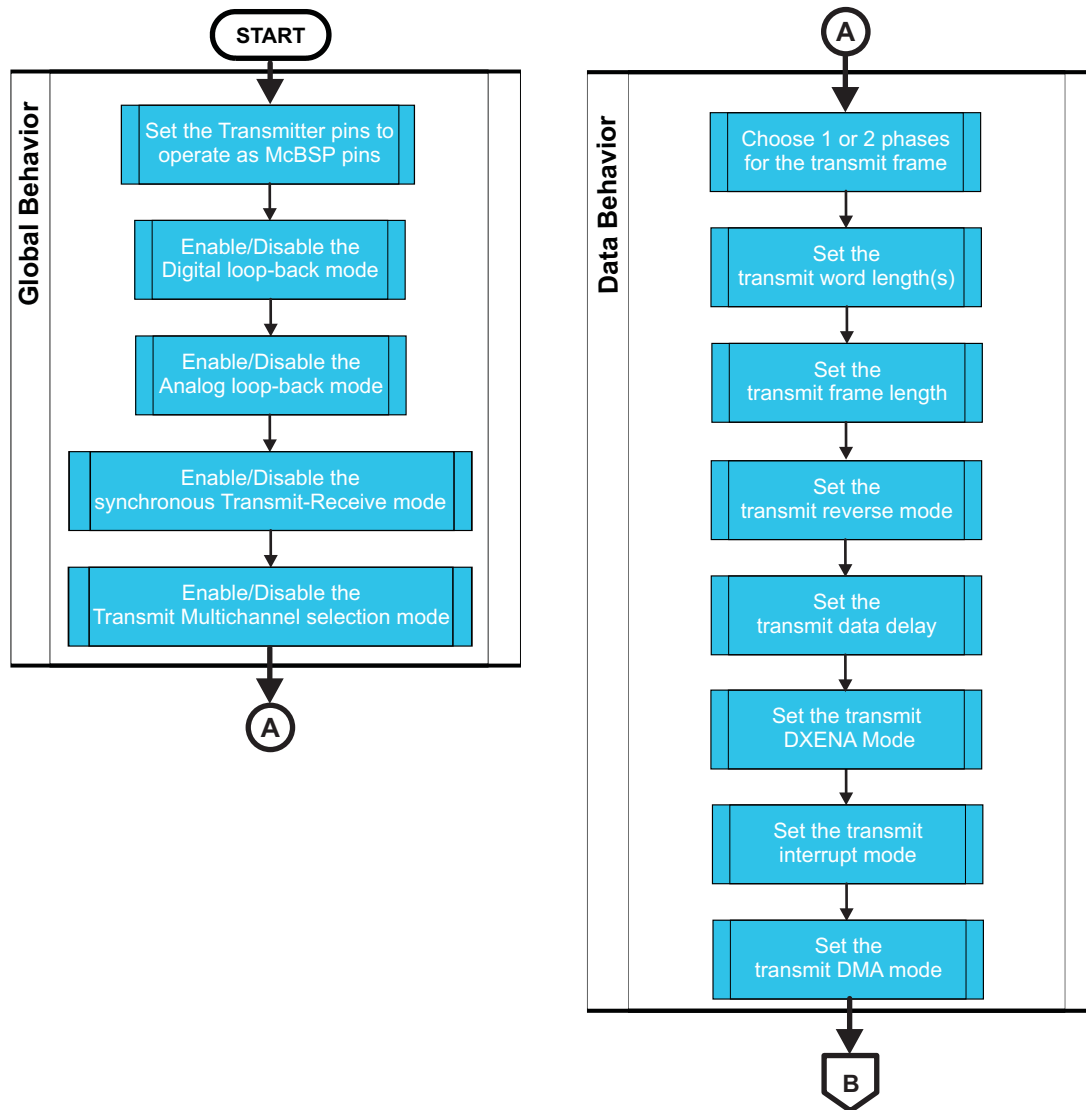 START
Global Behavior
Set the Transmitter pins to
operate as McBSP pins
Enable/Disable the
Digital loop-back mode
Enable/Disable the
Analog loop-back mode
Enable/Disable the
synchronous Transmit-Receive mode
Enable/Disable the
Transmit Multichannel selection mode
A
A
Data Behavior
Choose 1 or 2 phases
for the transmit frame
Set the
transmit word length(s)
Set the
transmit frame length
Set the
transmit reverse mode
Set the
transmit data delay
Set the transmit
DXENA Mode
Set the transmit
interrupt mode
Set the
transmit DMA mode
B